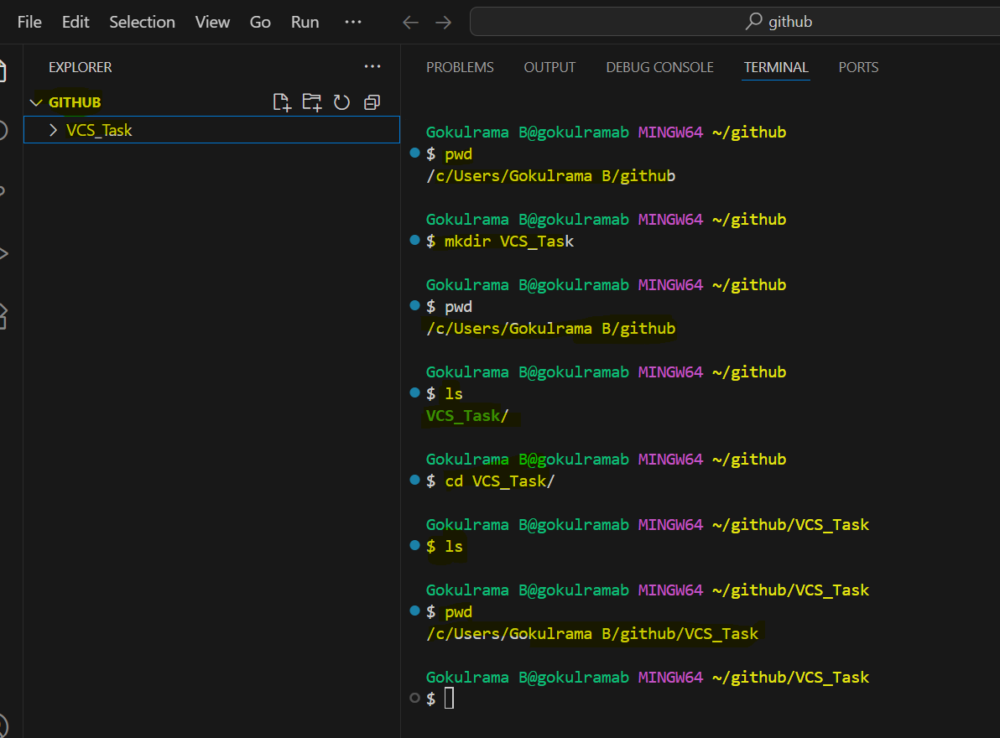 File Edit Selection View Go Run ··· github
EXPLORER ···
GITHUB
VCS_Task
PROBLEMS OUTPUT DEBUG CONSOLE TERMINAL PORTS
Gokulrama B@gokulramab MINGW64 ~/github
$ pwd
/c/Users/Gokulrama B/github
Gokulrama B@gokulramab MINGW64 ~/github
$ mkdir VCS_Task
Gokulrama B@gokulramab MINGW64 ~/github
$ pwd
/c/Users/Gokulrama B/github
Gokulrama B@gokulramab MINGW64 ~/github
$ ls
VCS_Task/
Gokulrama B@gokulramab MINGW64 ~/github
$ cd VCS_Task/
Gokulrama B@gokulramab MINGW64 ~/github/VCS_Task
$ ls
Gokulrama B@gokulramab MINGW64 ~/github/VCS_Task
$ pwd
/c/Users/Gokulrama B/github/VCS_Task
Gokulrama B@gokulramab MINGW64 ~/github/VCS_Task
$